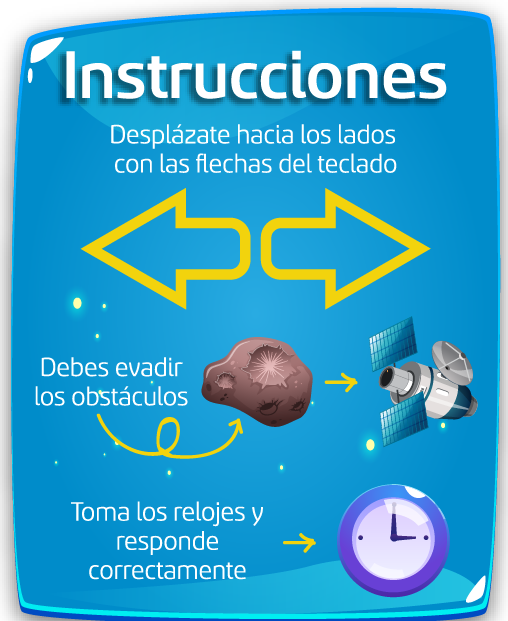 Instrucciones
Desplázate hacia los lados
con las flechas del teclado
Debes evadir
los obstáculos
Toma los relojes y
responde
correctamente